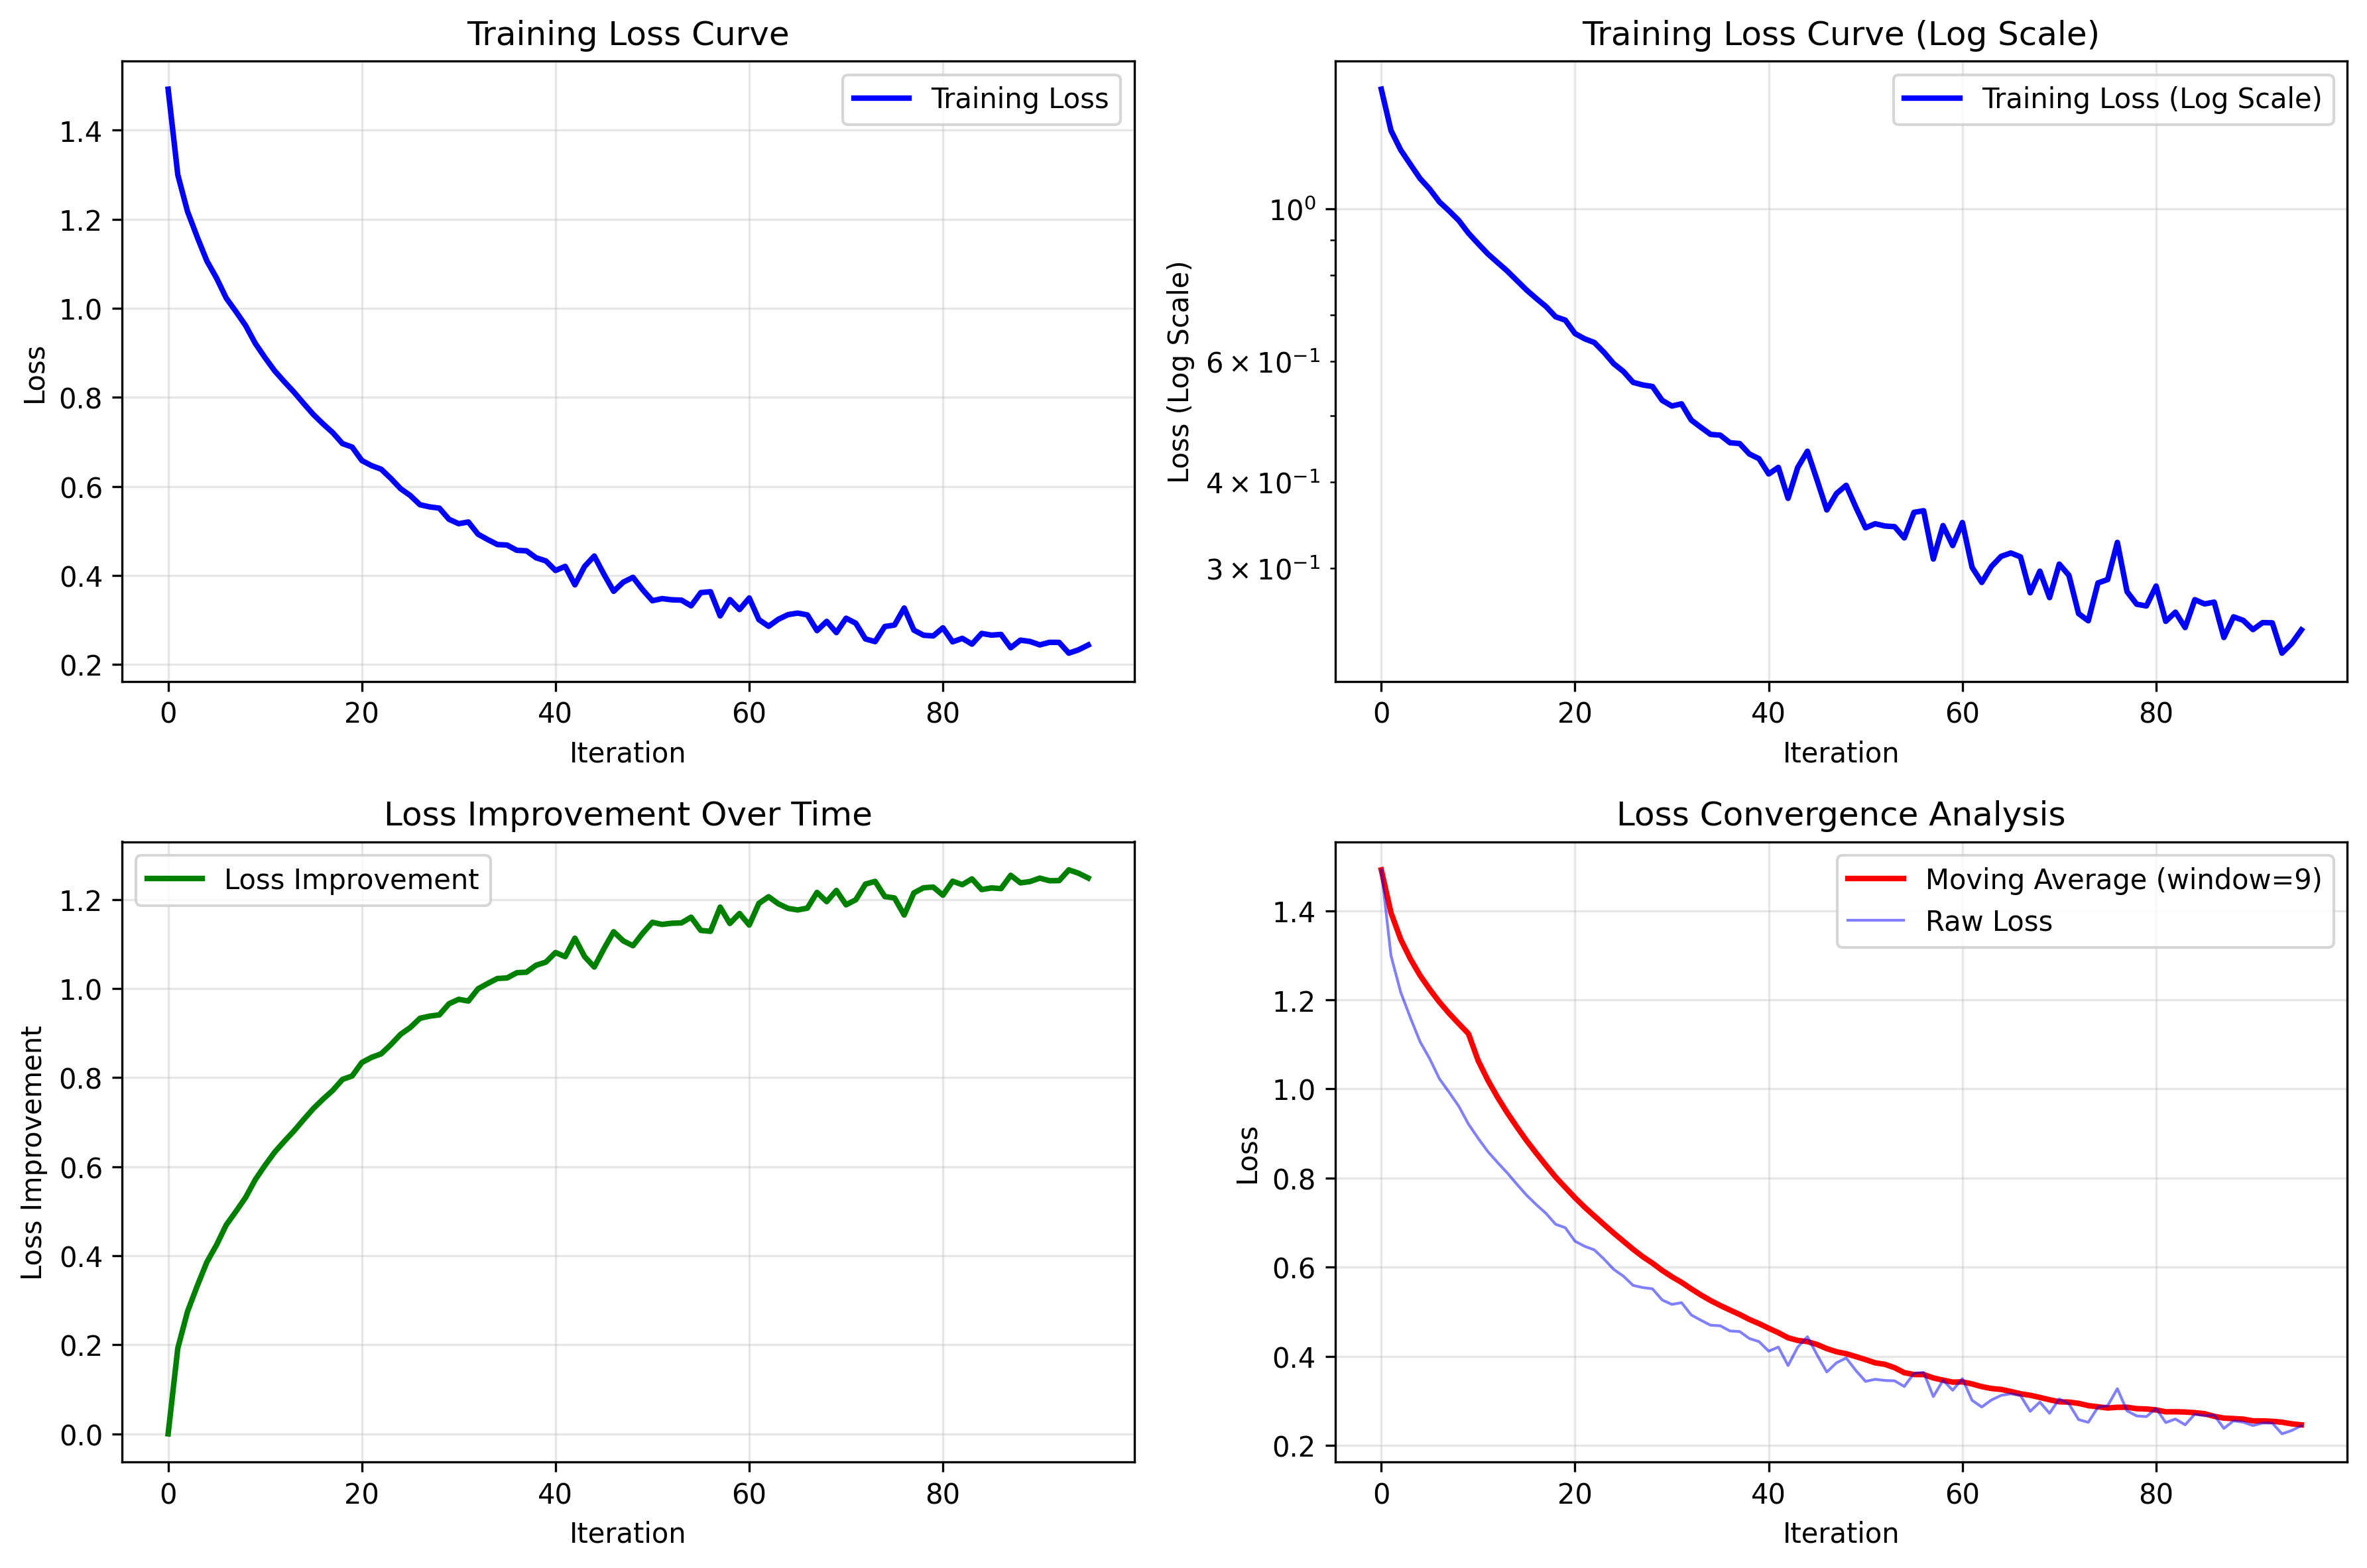 Training Loss Curve
Training Loss
1.4
1.2
1.0
0.8
0.6
0.4
0.2
Loss
0 20 40 60 80
Iteration
Training Loss Curve (Log Scale)
Training Loss (Log Scale)
10⁰
6 × 10⁻¹
4 × 10⁻¹
3 × 10⁻¹
Loss (Log Scale)
0 20 40 60 80
Iteration
Loss Improvement Over Time
Loss Improvement
1.2
1.0
0.8
0.6
0.4
0.2
0.0
Loss Improvement
0 20 40 60 80
Iteration
Loss Convergence Analysis
Moving Average (window=9)
Raw Loss
1.4
1.2
1.0
0.8
0.6
0.4
0.2
Loss
0 20 40 60 80
Iteration